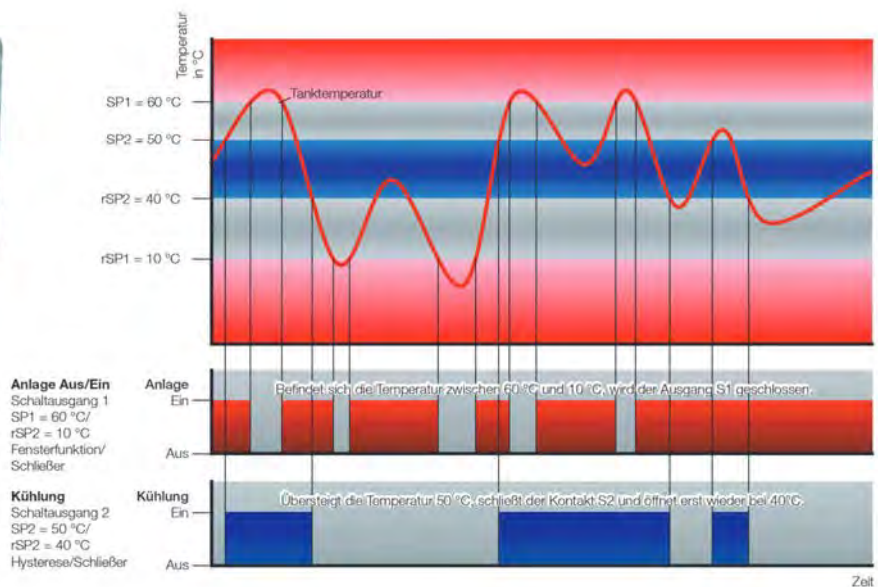 Temperatur
in °C
Tanktemperatur
SP1 = 60 °C
SP2 = 50 °C
rSP2 = 40 °C
rSP1 = 10 °C
Anlage Aus/Ein
Schaltausgang 1
SP1 = 60 °C/
rSP2 = 10 °C
Fensterfunktion/
Schließer
Anlage
Ein
Aus
Befindet sich die Temperatur zwischen 60 °C und 10 °C, wird der Ausgang S1 geschlossen.
Kühlung
Schaltausgang 2
SP2 = 50 °C/
rSP2 = 40 °C
Hysterese/Schließer
Kühlung
Ein
Aus
Übersteigt die Temperatur 50 °C, schließt der Kontakt S2 und öffnet erst wieder bei 40°C.
Zeit